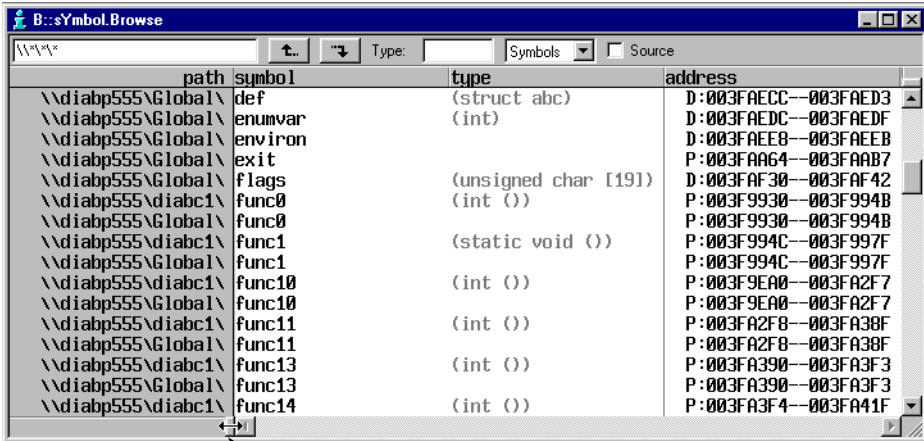 B::sYmbol.Browse
\\*\*\* Type: Symbols Source
path symbol type address
\\diabp555\Global\ def (struct abc) D:003FAECC--003FAED3
\\diabp555\Global\ enumvar (int) D:003FAEDC--003FAEDF
\\diabp555\Global\ environ D:003FAEE8--003FAEEB
\\diabp555\Global\ exit P:003FAA64--003FAAB7
\\diabp555\Global\ flags (unsigned char [19]) D:003FAF30--003FAF42
\\diabp555\diabc1\ func0 (int ()) P:003F9930--003F994B
\\diabp555\Global\ func0 P:003F9930--003F994B
\\diabp555\diabc1\ func1 (static void ()) P:003F994C--003F997F
\\diabp555\Global\ func1 P:003F994C--003F997F
\\diabp555\diabc1\ func10 (int ()) P:003F9EA0--003FA2F7
\\diabp555\Global\ func10 P:003F9EA0--003FA2F7
\\diabp555\diabc1\ func11 (int ()) P:003FA2F8--003FA38F
\\diabp555\Global\ func11 P:003FA2F8--003FA38F
\\diabp555\diabc1\ func13 (int ()) P:003FA390--003FA3F3
\\diabp555\Global\ func13 P:003FA390--003FA3F3
\\diabp555\diabc1\ func14 (int ()) P:003FA3F4--003FA41F